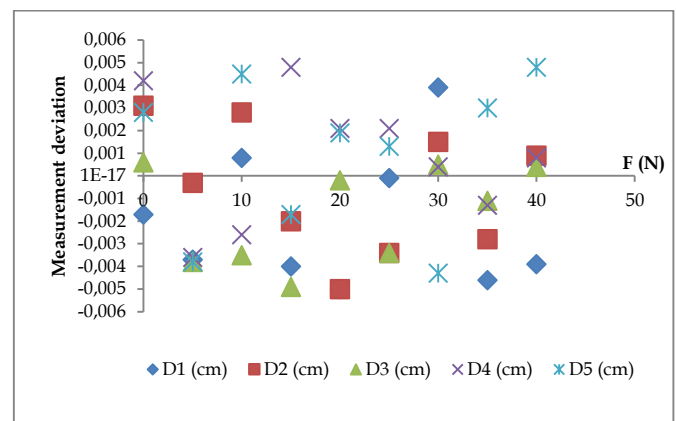 0,006
0,005
0,004
0,003
0,002
0,001
1E-17
-0,001
-0,002
-0,003
-0,004
-0,005
-0,006
Measurement deviation
0 10 20 30 40 50
F (N)
D1 (cm) D2 (cm) D3 (cm) D4 (cm) D5 (cm)